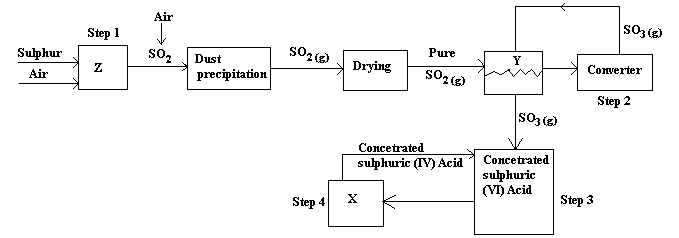 Air
Step 1
Sulphur
Air
Z
SO2
Dust
precipitation
SO2 (g)
Drying
Pure
SO2 (g)
Y
SO3 (g)
Converter
Step 2
SO3 (g)
Concetrated
sulphuric (IV) Acid
Concetrated
sulphuric
(VI) Acid
Step 3
Step 4
X